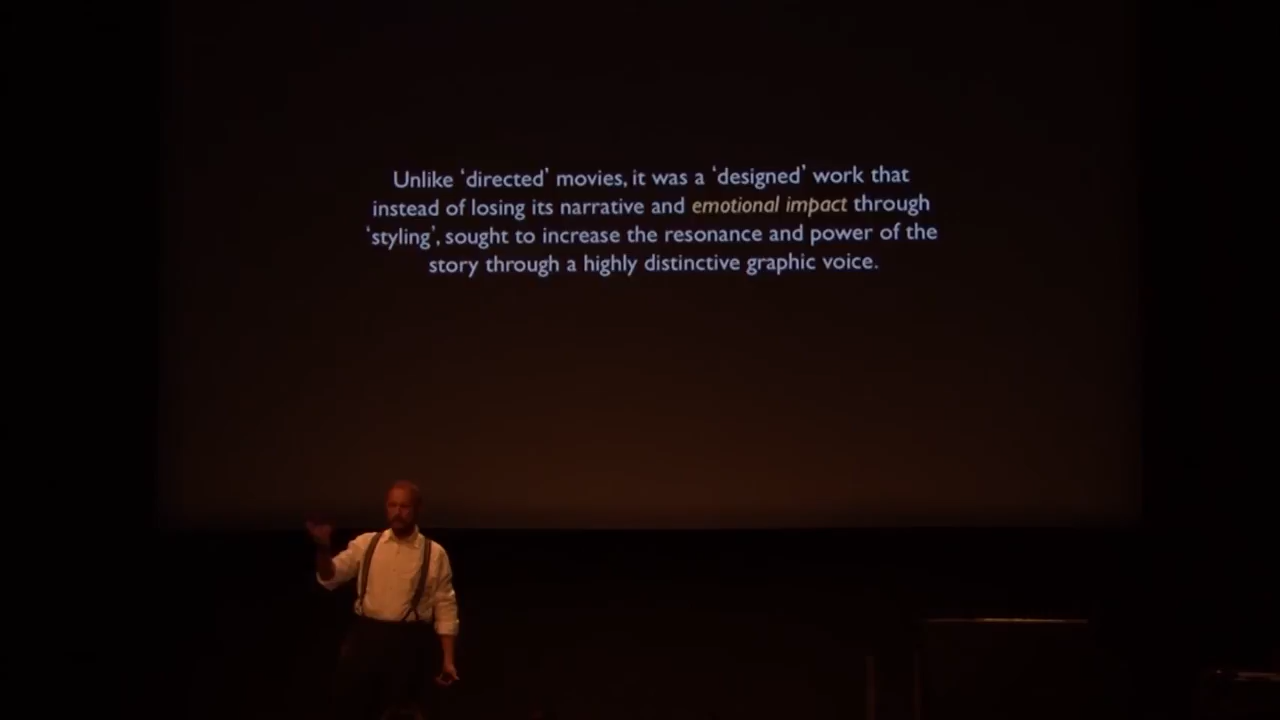 Unlike ‘directed’ movies, it was a ‘designed’ work that
instead of losing its narrative and emotional impact through
‘styling’, sought to increase the resonance and power of the
story through a highly distinctive graphic voice.